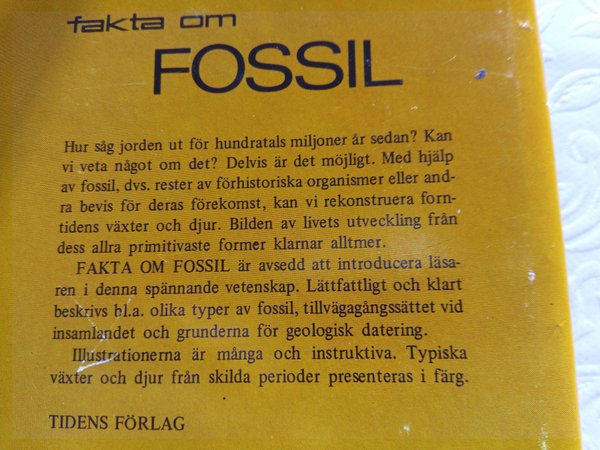 fakta om
FOSSIL
Hur såg jorden ut för hundratals miljoner år sedan? Kan
vi veta något om det? Delvis är det möjligt. Med hjälp
av fossil, dvs. rester av förhistoriska organismer eller and-
ra bevis för deras förekomst, kan vi rekonstruera forn-
tidens växter och djur. Bilden av livets utveckling från
dess allra primitivaste former klarnar alltmer.
FAKTA OM FOSSIL är avsedd att introducera läsa-
ren i denna spännande vetenskap. Lättfattligt och klart
beskrivs bl.a. olika typer av fossil, tillvägagångssättet vid
insamlandet och grunderna för geologisk datering.
Illustrationerna är många och instruktiva. Typiska
växter och djur från skilda perioder presenteras i färg.
TIDENS FÖRLAG